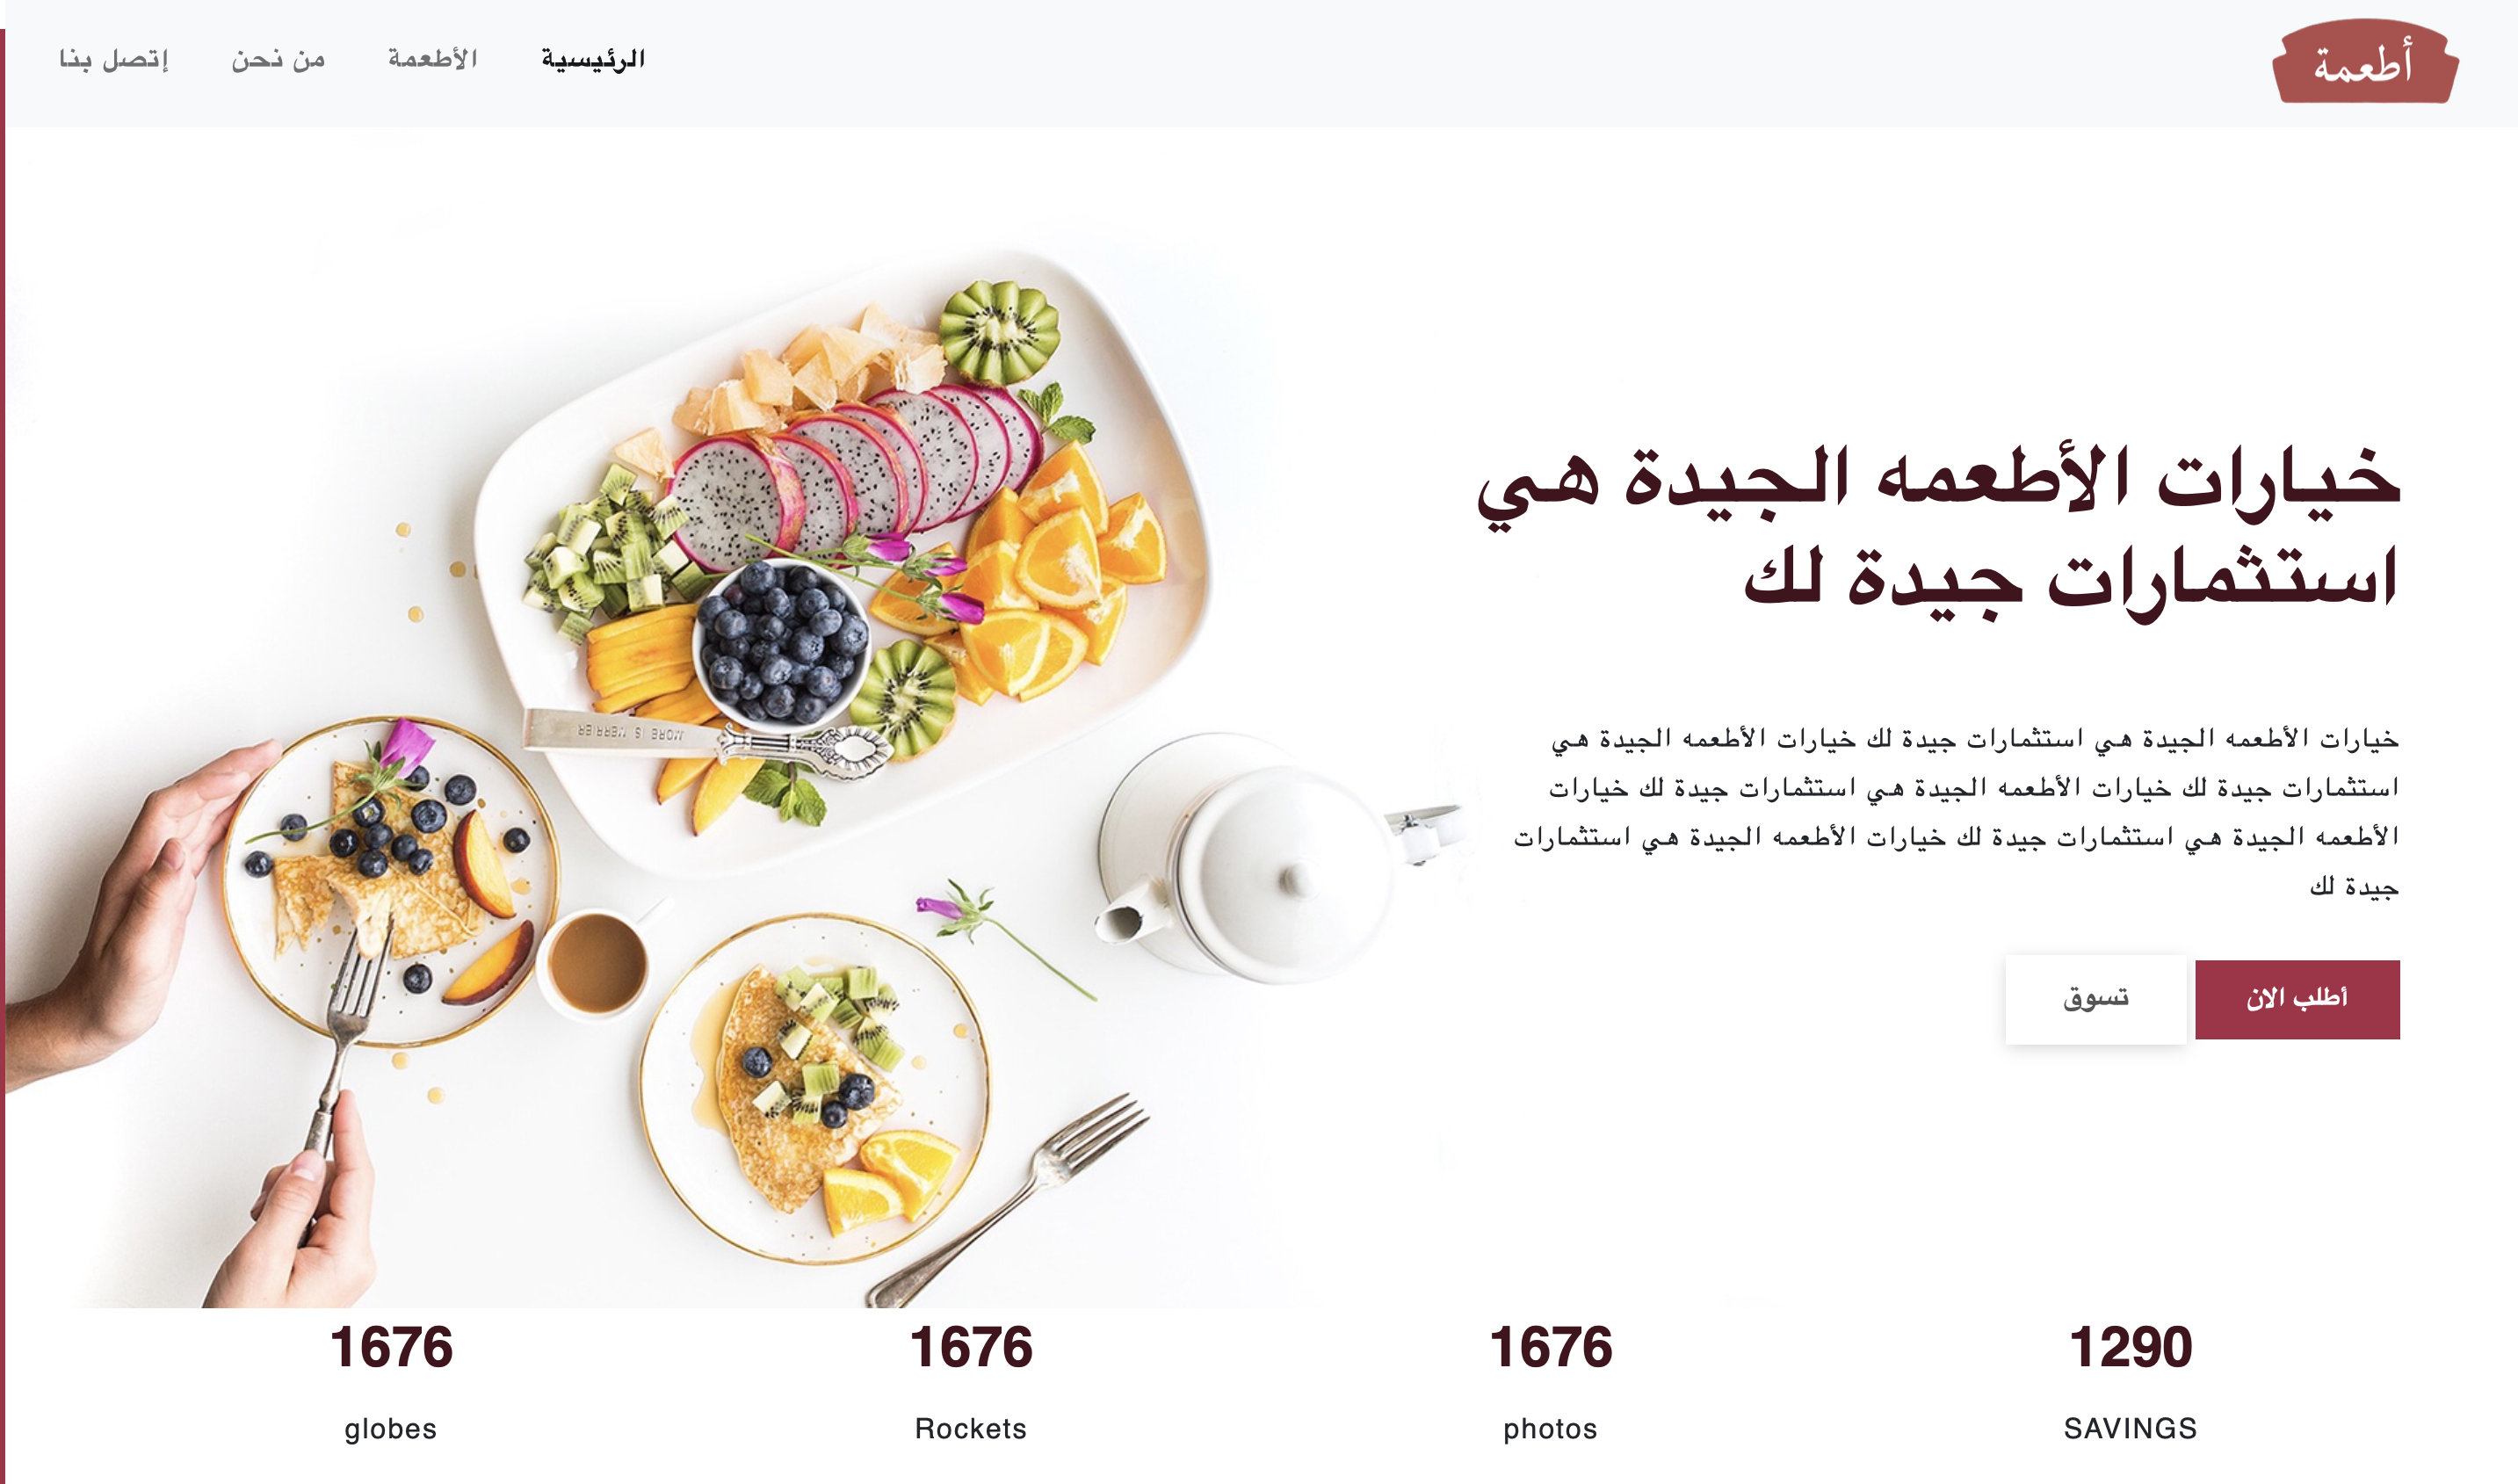 أطعمة
الرئيسية
الأطعمة
من نحن
إتصل بنا
خيارات الأطعمه الجيدة هي
استثمارات جيدة لك
خيارات الأطعمه الجيدة هي استثمارات جيدة لك خيارات الأطعمه الجيدة هي
استثمارات جيدة لك خيارات الأطعمه الجيدة هي استثمارات جيدة لك خيارات
الأطعمه الجيدة هي استثمارات جيدة لك خيارات الأطعمه الجيدة هي استثمارات
جيدة لك
أطلب الان
تسوق
MORE IS MERRIER
1290
SAVINGS
1676
photos
1676
Rockets
1676
globes